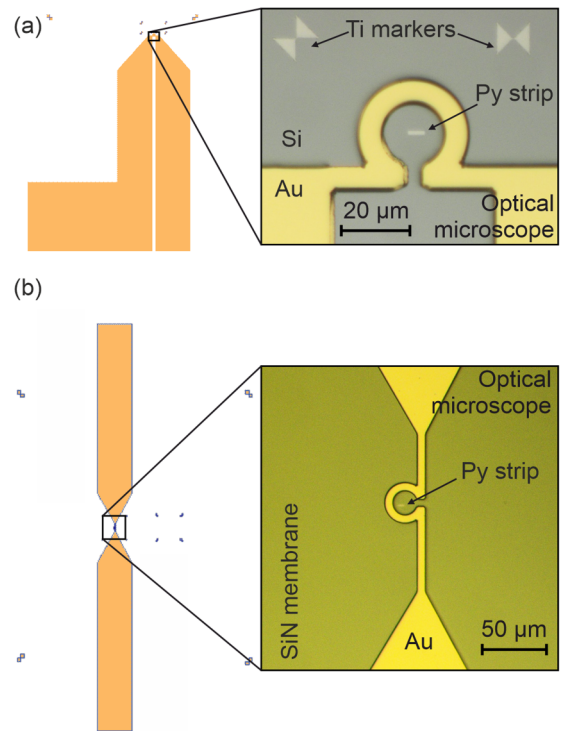 (a)
Ti markers
Py strip
Si
Au
20 µm
Optical
microscope
(b)
Optical
microscope
Py strip
SiN membrane
Au
50 µm